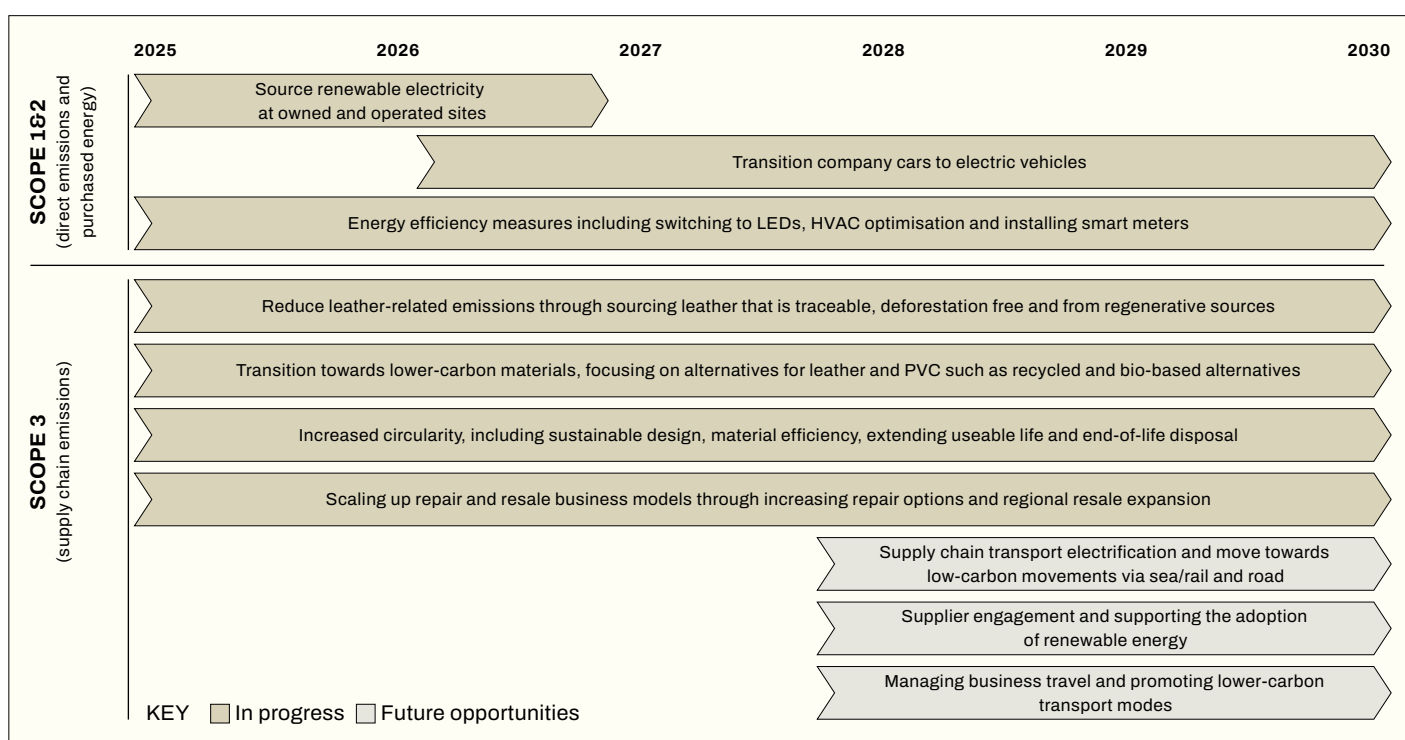 2025 2026 2027 2028 2029 2030
SCOPE 1&2
(direct emissions and
purchased energy)
Source renewable electricity
at owned and operated sites
Transition company cars to electric vehicles
Energy efficiency measures including switching to LEDs, HVAC optimisation and installing smart meters
SCOPE 3
(supply chain emissions)
Reduce leather-related emissions through sourcing leather that is traceable, deforestation free and from regenerative sources
Transition towards lower-carbon materials, focusing on alternatives for leather and PVC such as recycled and bio-based alternatives
Increased circularity, including sustainable design, material efficiency, extending useable life and end-of-life disposal
Scaling up repair and resale business models through increasing repair options and regional resale expansion
Supply chain transport electrification and move towards
low-carbon movements via sea/rail and road
Supplier engagement and supporting the adoption
of renewable energy
Managing business travel and promoting lower-carbon
transport modes
KEY In progress Future opportunities